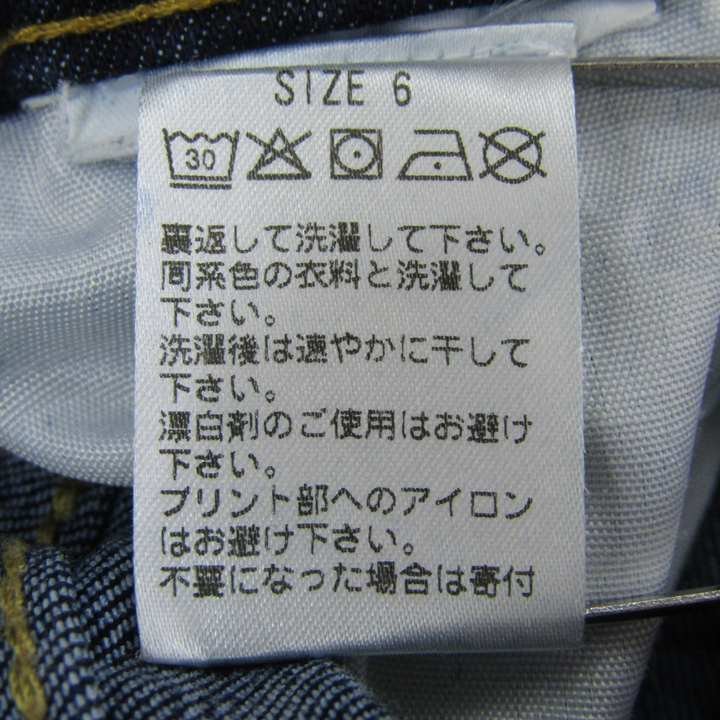 SIZE 6
30
裏返して洗濯して下さい。
同系色の衣料と洗濯して
下さい。
洗濯後は速やかに干して
下さい。
漂白剤のご使用はお避け
下さい。
プリント部へのアイロン
はお避け下さい。
不要になった場合は寄付